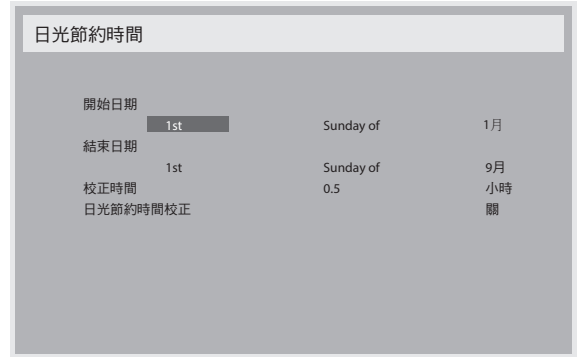 日光節約時間
開始日期
1st Sunday of 1月
結束日期
1st Sunday of 9月
校正時間 0.5 小時
日光節約時間校正 關